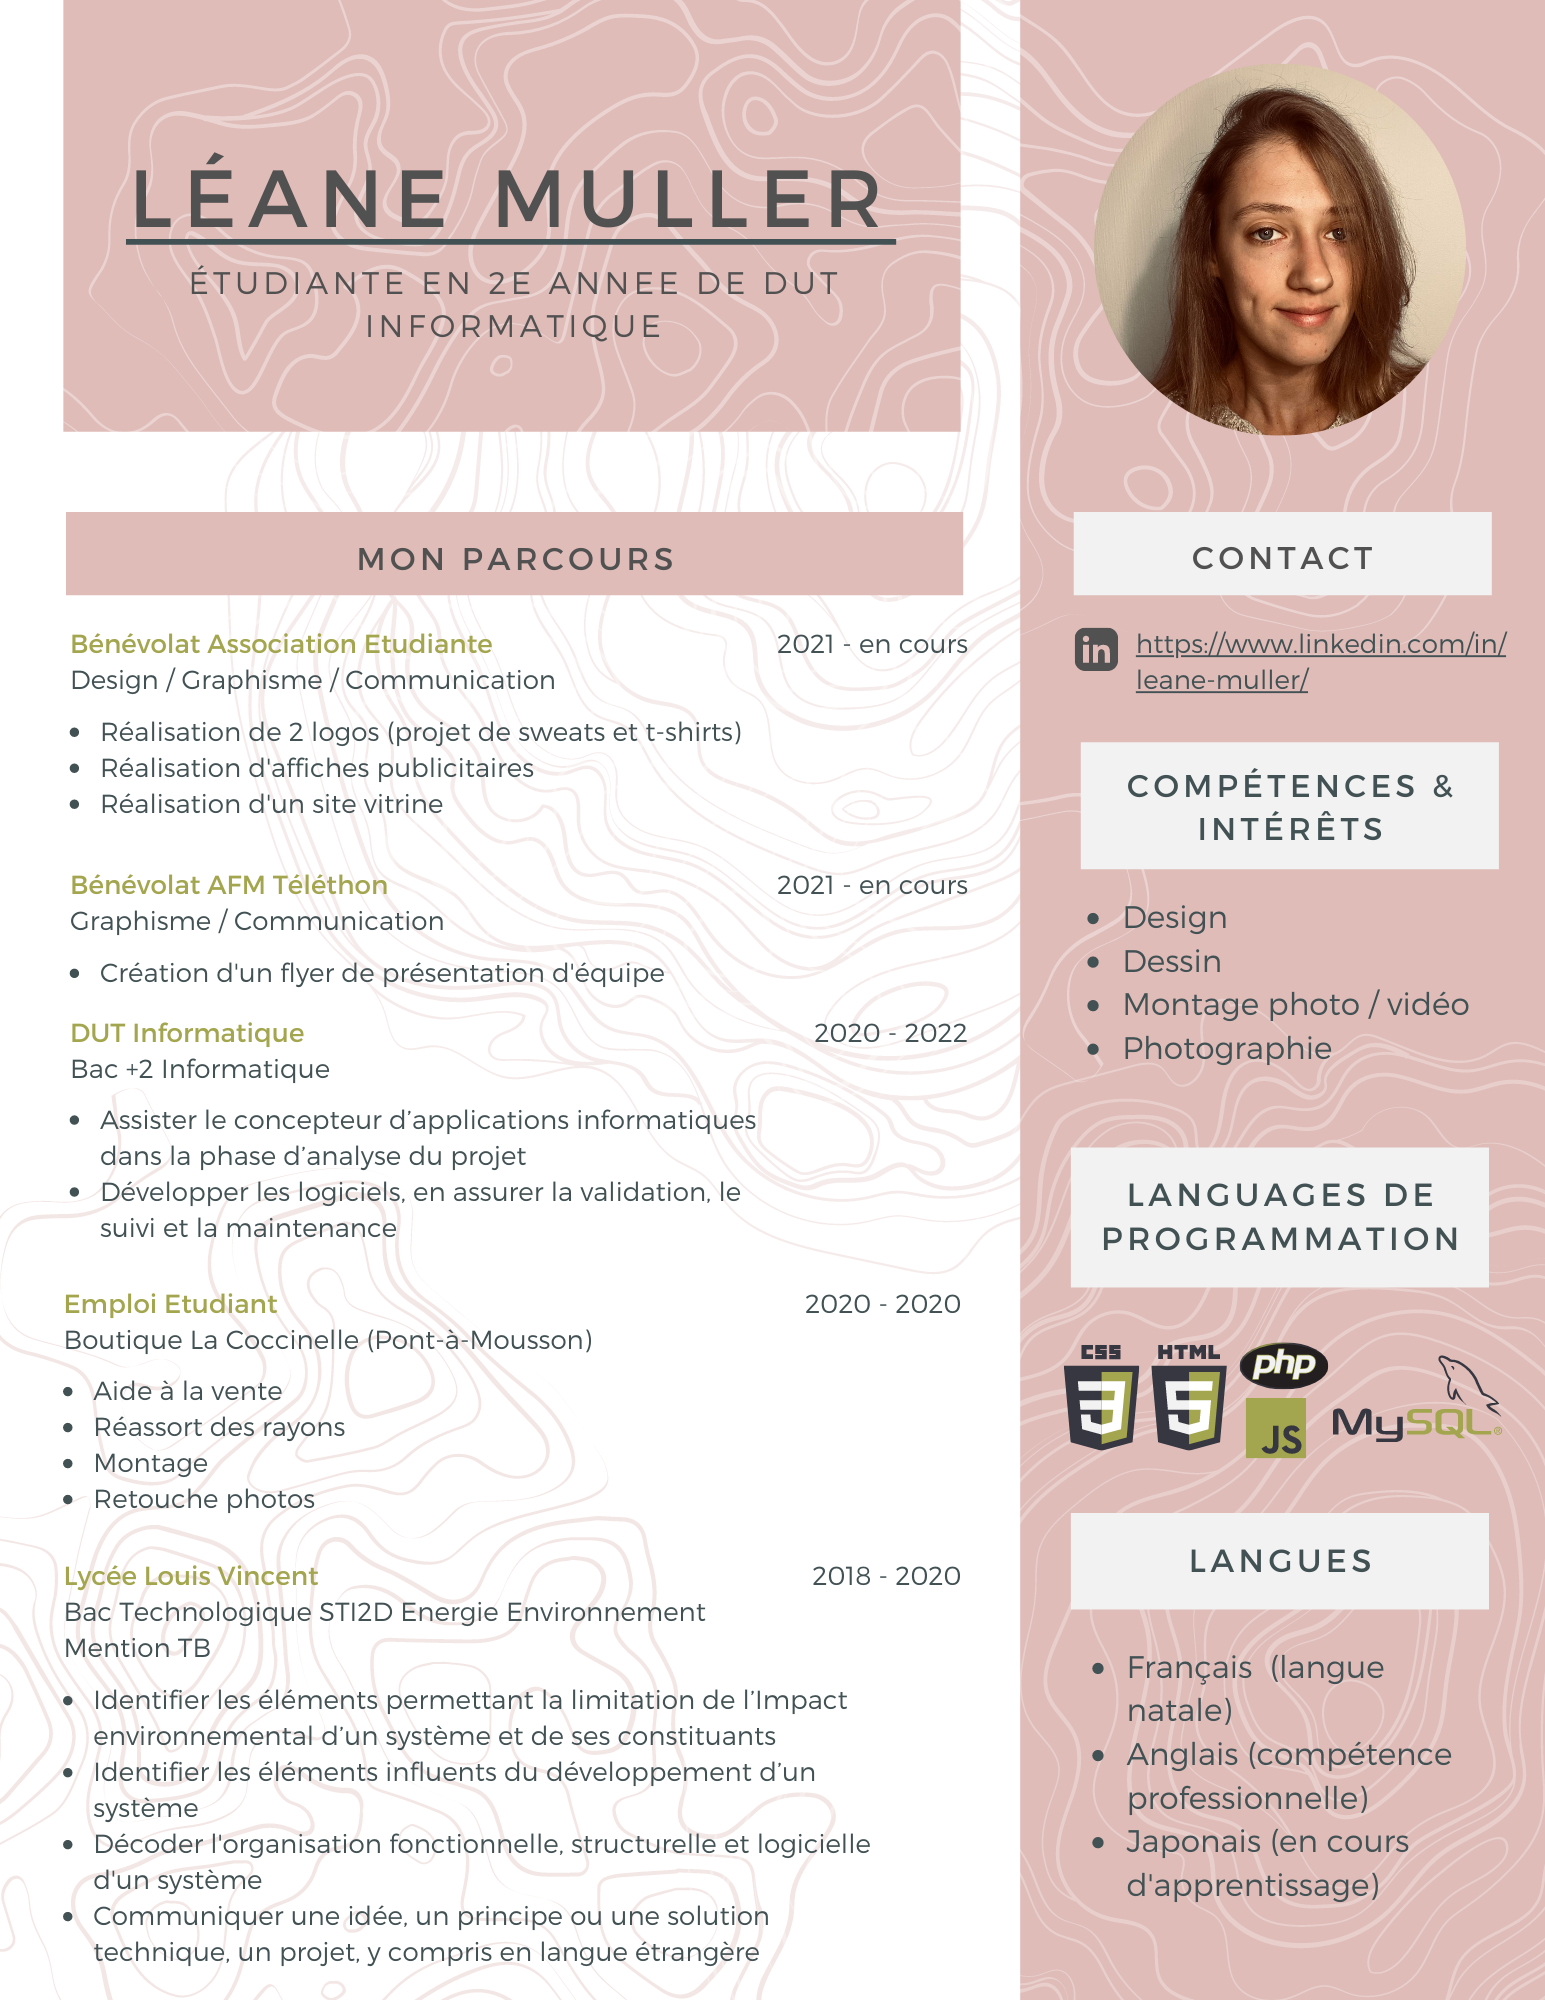 LÉANE MULLER
ÉTUDIANTE EN 2E ANNEE DE DUT
INFORMATIQUE
MON PARCOURS
Bénévolat Association Etudiante 2021 - en cours
Design / Graphisme / Communication
• Réalisation de 2 logos (projet de sweats et t-shirts)
• Réalisation d'affiches publicitaires
• Réalisation d'un site vitrine
Bénévolat AFM Téléthon 2021 - en cours
Graphisme / Communication
• Création d'un flyer de présentation d'équipe
DUT Informatique 2020 - 2022
Bac +2 Informatique
• Assister le concepteur d’applications informatiques
dans la phase d’analyse du projet
• Développer les logiciels, en assurer la validation, le
suivi et la maintenance
Emploi Etudiant 2020 - 2020
Boutique La Coccinelle (Pont-à-Mousson)
• Aide à la vente
• Réassort des rayons
• Montage
• Retouche photos
Lycée Louis Vincent 2018 - 2020
Bac Technologique STI2D Energie Environnement
Mention TB
• Identifier les éléments permettant la limitation de l’Impact
environnemental d’un système et de ses constituants
• Identifier les éléments influents du développement d’un
système
• Décoder l'organisation fonctionnelle, structurelle et logicielle
d'un système
• Communiquer une idée, un principe ou une solution
technique, un projet, y compris en langue étrangère
CONTACT
in https://www.linkedin.com/in/
leane-muller/
COMPÉTENCES &
INTÉRÊTS
• Design
• Dessin
• Montage photo / vidéo
• Photographie
LANGUAGES DE
PROGRAMMATION
CSS 3
HTML 5
php
JS
MySQL®
LANGUES
• Français (langue
natale)
• Anglais (compétence
professionnelle)
• Japonais (en cours
d'apprentissage)